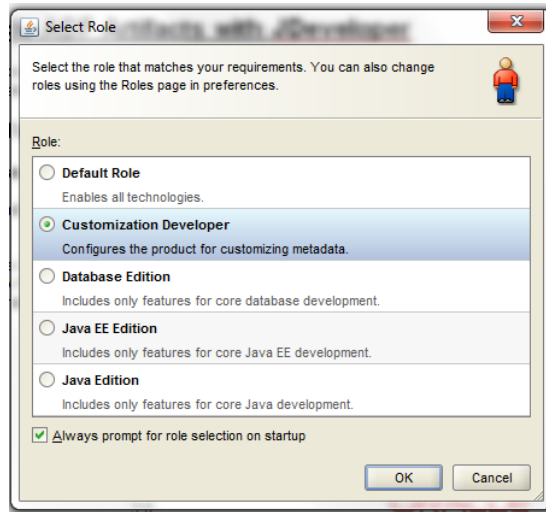 Select Role
Artifacts with JDeveloper
Select the role that matches your requirements. You can also change
roles using the Roles page in preferences.
Role:
Default Role
Enables all technologies.
Customization Developer
Configures the product for customizing metadata.
Database Edition
Includes only features for core database development.
Java EE Edition
Includes only features for core Java EE development.
Java Edition
Includes only features for core Java development.
Always prompt for role selection on startup
OK
Cancel